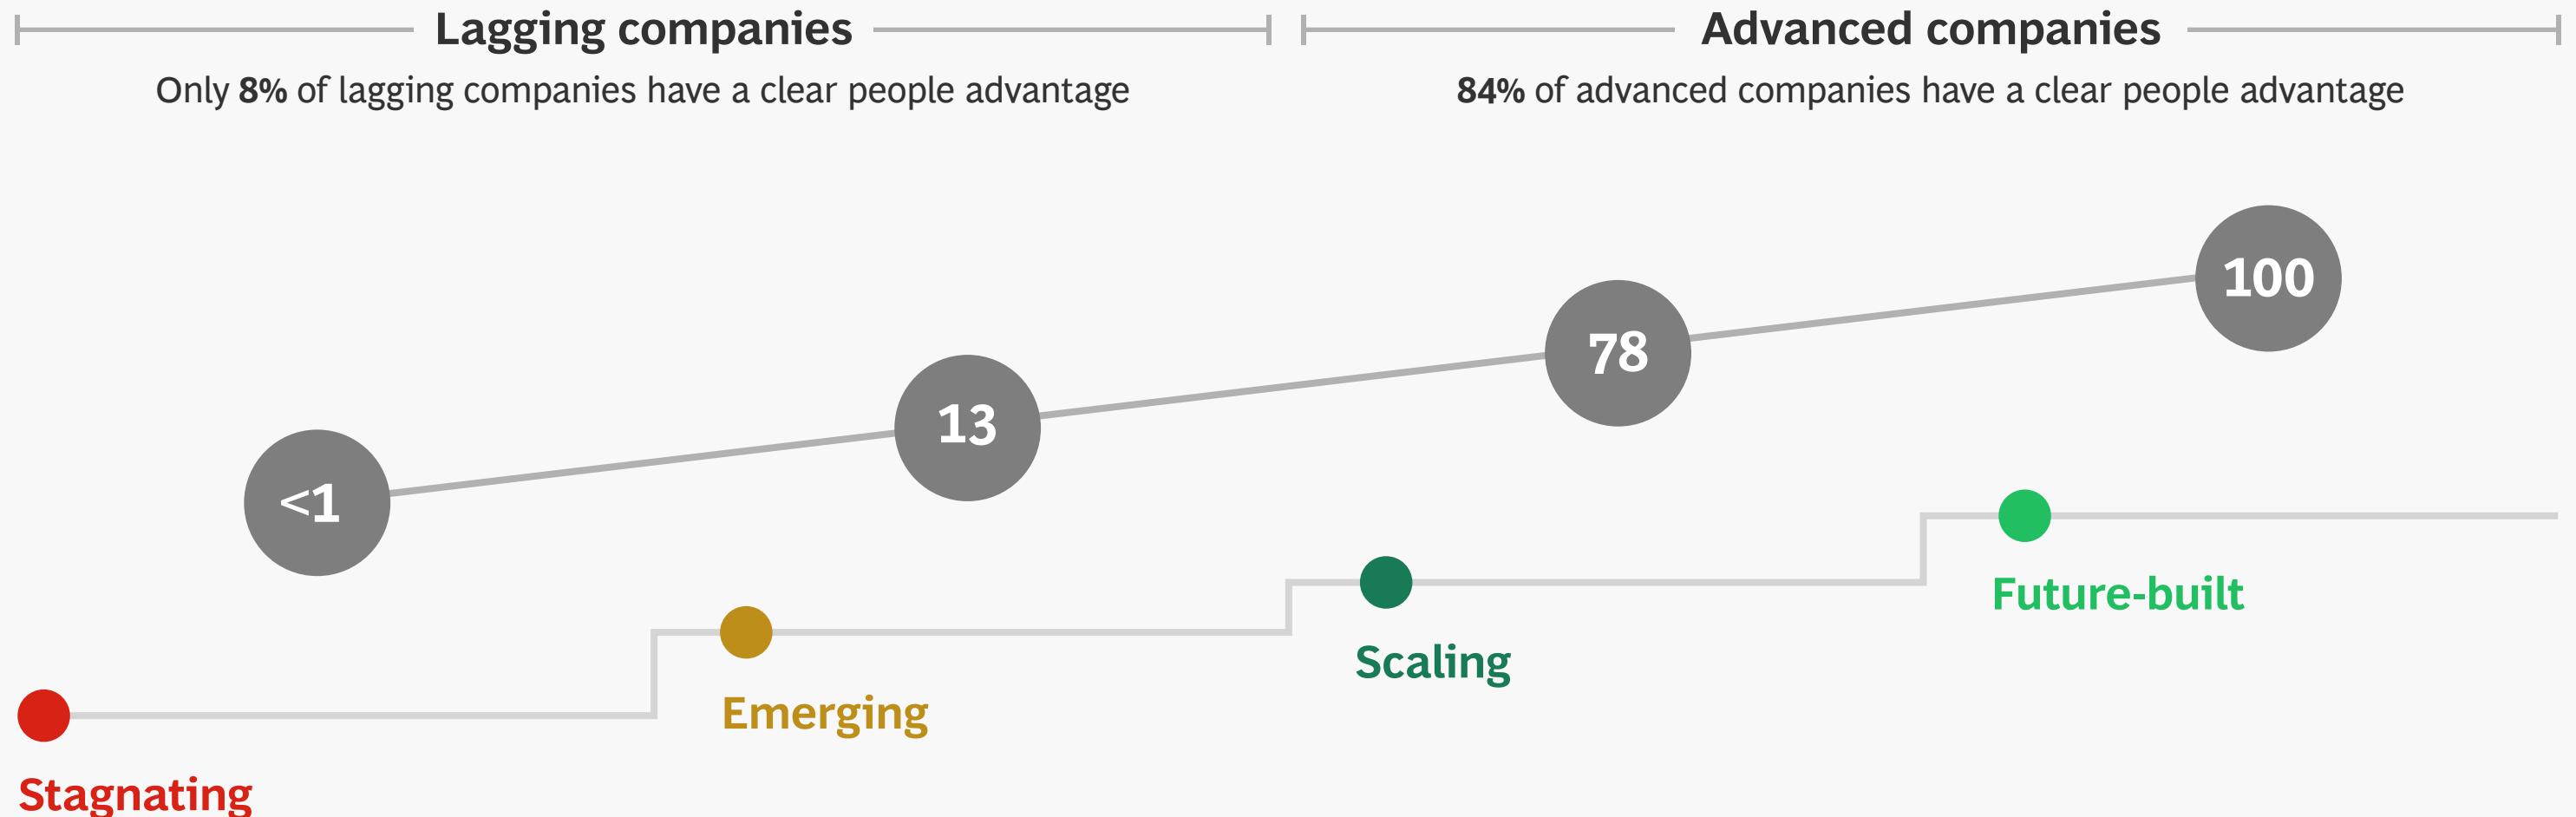 Lagging companies
Only 8% of lagging companies have a clear people advantage
Advanced companies
84% of advanced companies have a clear people advantage
<1
13
78
100
Stagnating
Emerging
Scaling
Future-built